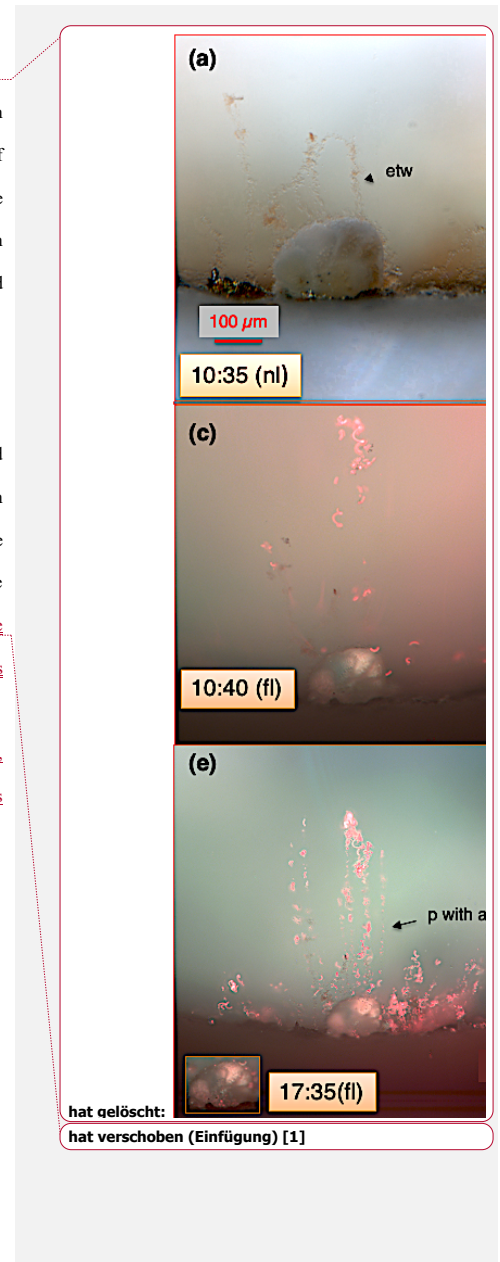 (a)
etw
100 µm
10:35 (nl)
(c)
10:40 (fl)
(e)
p with a
17:35(fl)
hat gelöscht:
hat verschoben (Einfügung) [1]